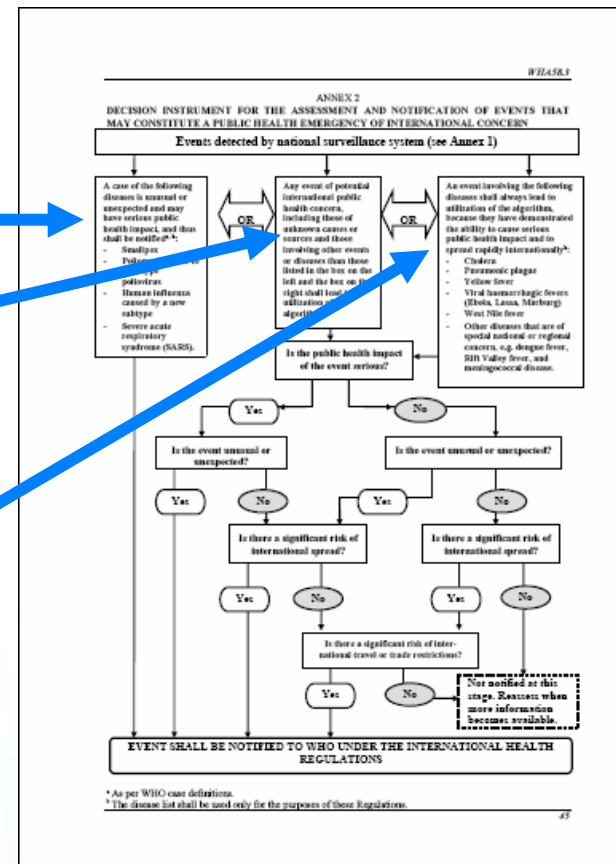 WHA58.3
ANNEX 2
DECISION INSTRUMENT FOR THE ASSESSMENT AND NOTIFICATION OF EVENTS THAT
MAY CONSTITUTE A PUBLIC HEALTH EMERGENCY OF INTERNATIONAL CONCERN
Events detected by national surveillance system (see Annex 1)
A case of the following
diseases is unusual or
unexpected and may
have serious public
health impact, and thus
shall be notified a, b:
- Smallpox
poliovirus
- Human influenza
caused by a new
subtype
- Severe acute
respiratory
syndrome (SARS).
OR
Any event of potential
international public
health concern,
including those of
unknown causes or
sources and those
involving other events
or diseases than those
listed in the box on the
left and the box on the
right shall lead
utilization of
OR
An event involving the following
diseases shall always lead to
utilization of the algorithm,
because they have demonstrated
the ability to cause serious
public health impact and to
spread rapidly internationally b:
- Cholera
- Pneumonic plague
- Yellow fever
- Viral haemorrhagic fevers
(Ebola, Lassa, Marburg)
- West Nile fever
- Other diseases that are of
special national or regional
concern, e.g. dengue fever,
Rift Valley fever, and
meningococcal disease.
Is the public health impact
of the event serious?
Yes
No
Is the event unusual or
unexpected?
Is the event unusual or unexpected?
Yes
No
Yes
No
Is there a significant risk of
international spread?
Is there a significant risk of
international spread?
Yes
No
Yes
No
Is there a significant risk of inter-
national travel or trade restrictions?
Yes
No
Not notified at this
stage. Reassess when
more information
becomes available.
EVENT SHALL BE NOTIFIED TO WHO UNDER THE INTERNATIONAL HEALTH
REGULATIONS
a As per WHO case definitions.
b The disease list shall be used only for the purposes of these Regulations.